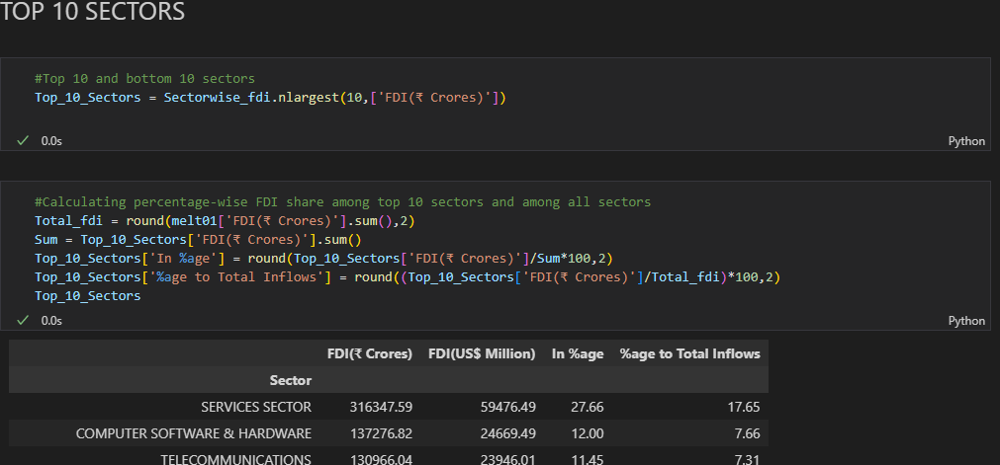 TOP 10 SECTORS
#Top 10 and bottom 10 sectors
Top_10_Sectors = Sectorwise_fdi.nlargest(10,['FDI(₹ Crores)'])
0.0s
Python
#Calculating percentage-wise FDI share among top 10 sectors and among all sectors
Total_fdi = round(melt01['FDI(₹ Crores)'].sum(),2)
Sum = Top_10_Sectors['FDI(₹ Crores)'].sum()
Top_10_Sectors['In %age'] = round(Top_10_Sectors['FDI(₹ Crores)']/Sum*100,2)
Top_10_Sectors['%age to Total Inflows'] = round((Top_10_Sectors['FDI(₹ Crores)']/Total_fdi)*100,2)
Top_10_Sectors
0.0s
Python
FDI(₹ Crores) FDI(US$ Million) In %age %age to Total Inflows
Sector
SERVICES SECTOR 316347.59 59476.49 27.66 17.65
COMPUTER SOFTWARE & HARDWARE 137276.82 24669.49 12.00 7.66
TELECOMMUNICATIONS 130966.04 23946.01 11.45 7.31